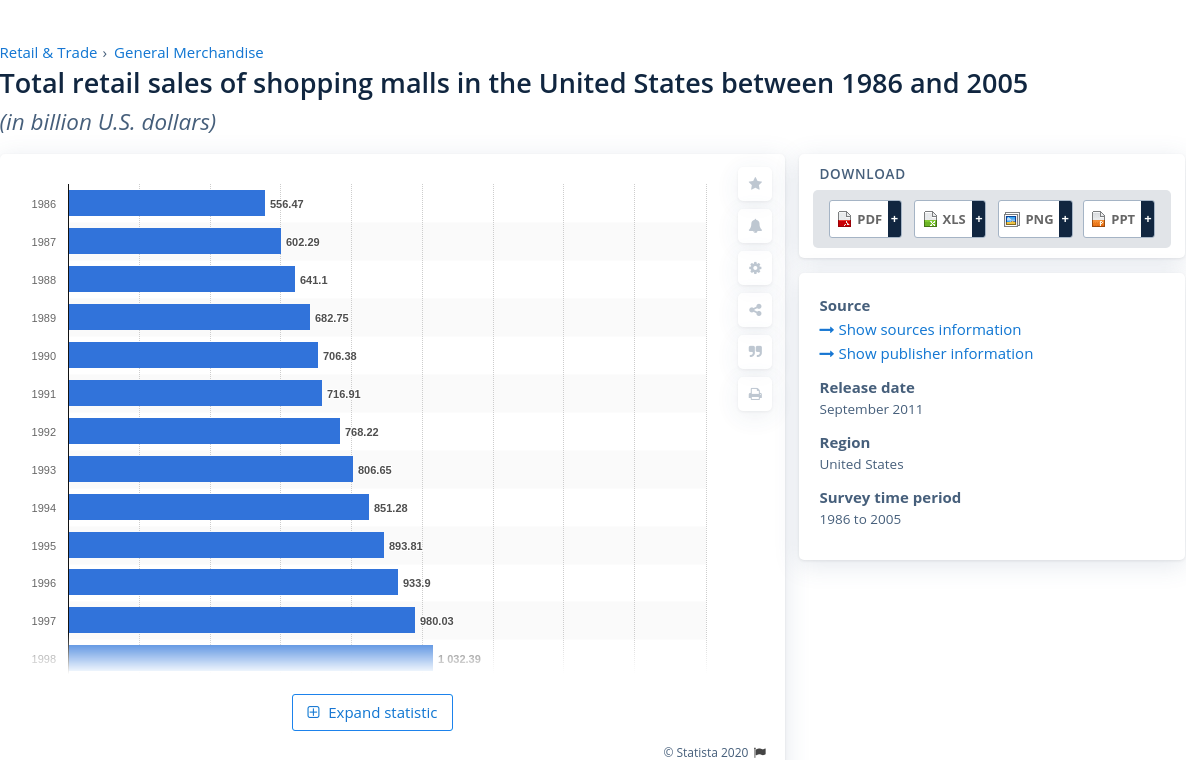 Retail & Trade › General Merchandise
Total retail sales of shopping malls in the United States between 1986 and 2005
(in billion U.S. dollars)
1986 556.47
1987 602.29
1988 641.1
1989 682.75
1990 706.38
1991 716.91
1992 768.22
1993 806.65
1994 851.28
1995 893.81
1996 933.9
1997 980.03
1998 1 032.39
Expand statistic
© Statista 2020
DOWNLOAD
PDF + XLS + PNG + PPT +
Source
Show sources information
Show publisher information
Release date
September 2011
Region
United States
Survey time period
1986 to 2005